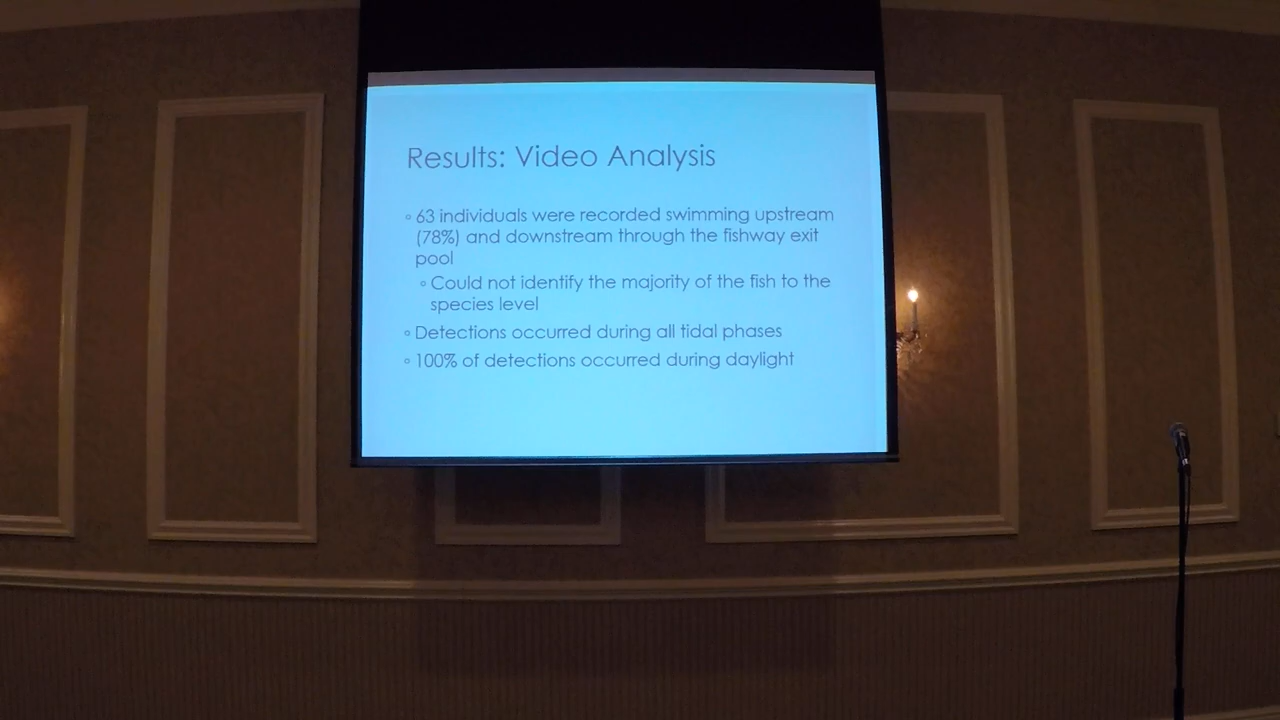 Results: Video Analysis
◦ 63 individuals were recorded swimming upstream
(78%) and downstream through the fishway exit
pool
◦ Could not identify the majority of the fish to the
species level
◦ Detections occurred during all tidal phases
◦ 100% of detections occurred during daylight